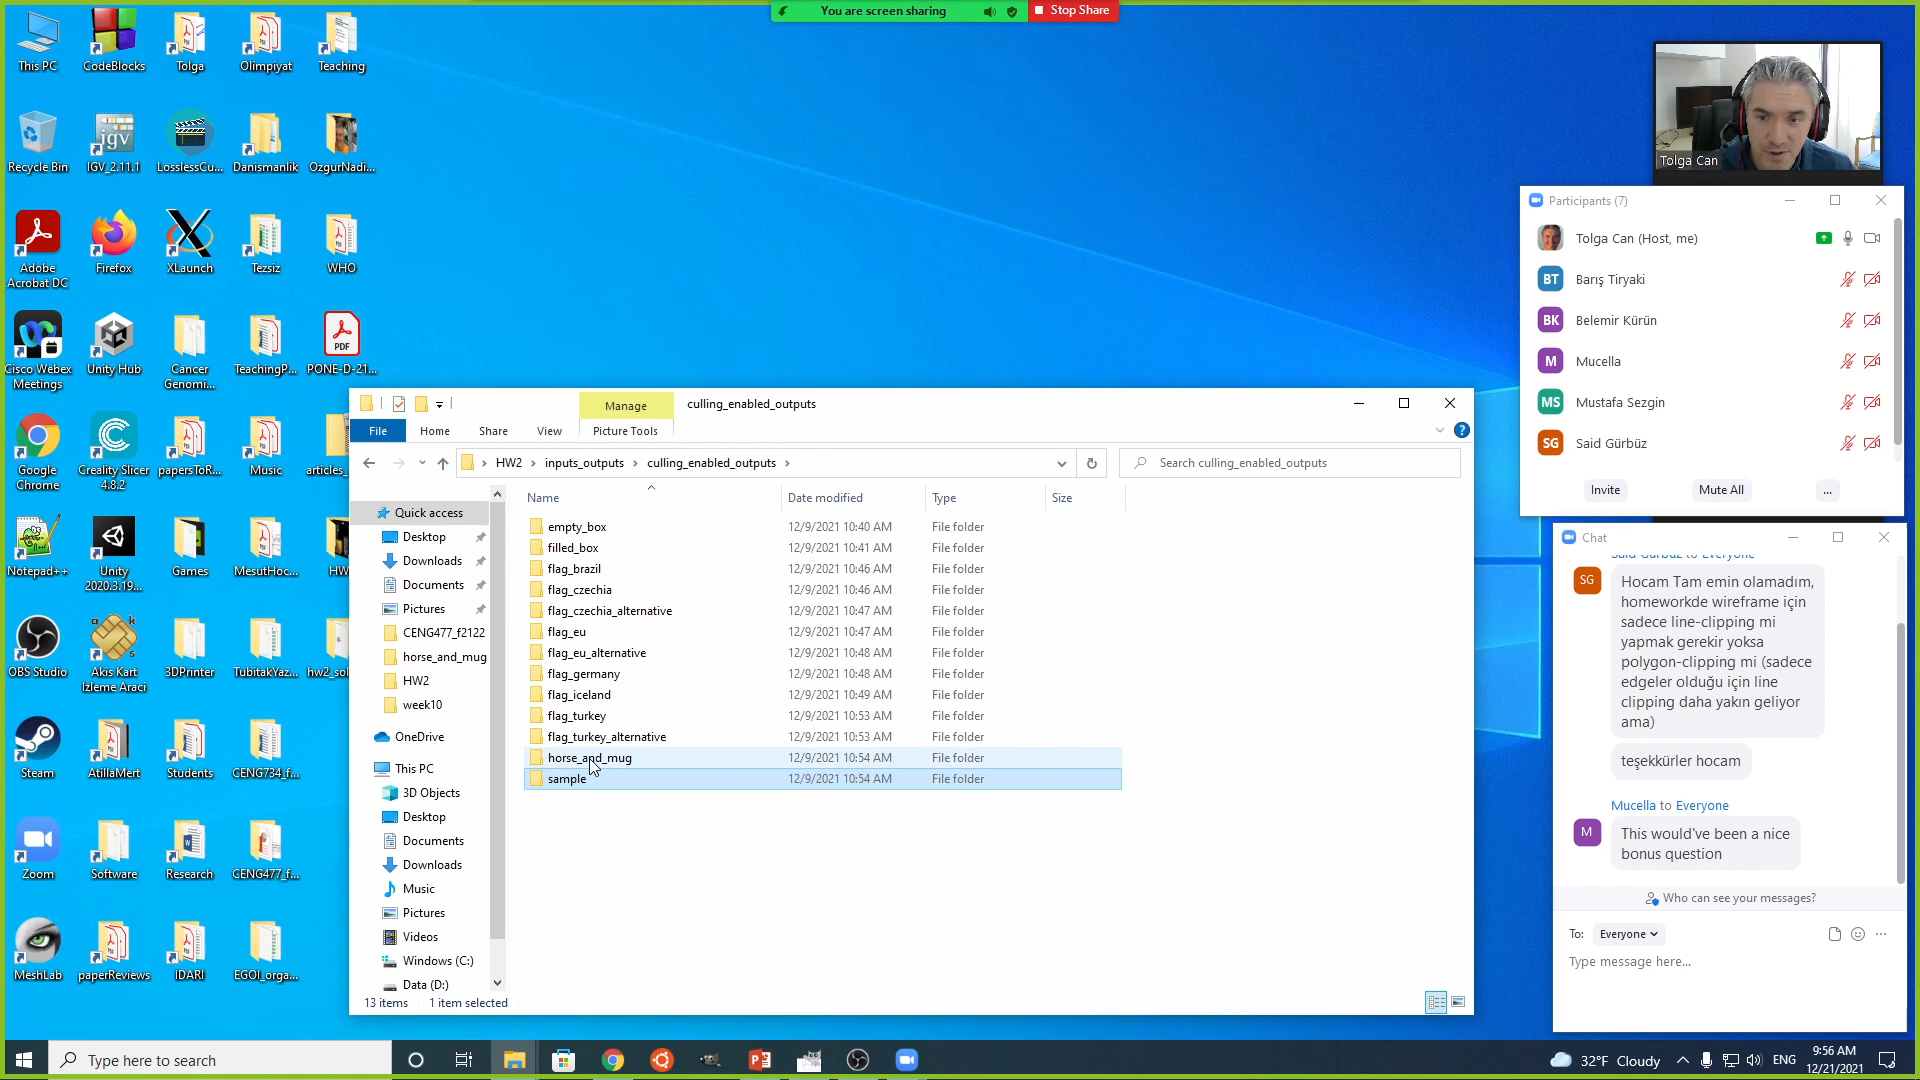 You are screen sharing
Stop Share
This PC
CodeBlocks
Tolga
Olimpiyat
Teaching
Recycle Bin
IGV_2.11.1
LosslessCu...
Danismanlik
OzgurNadi...
Adobe
Acrobat DC
Firefox
XLaunch
Tezsiz
WHO
Cisco Webex
Meetings
Unity Hub
Cancer
Genomi...
TeachingP...
PONE-D-21...
Google
Chrome
Creality Slicer
4.8.2
papersToR...
Music
articles_
Notepad++
Unity
2020.3.19...
Games
MesutHoc...
HW
OBS Studio
Akis Kart
Izleme Araci
3DPrinter
TubitakYaz...
hw2_sol
Steam
AtillaMert
Students
CENG734_f...
Zoom
Software
Research
CENG477_f...
MeshLab
paperReviews
IDARI
EGOI_orga...
Manage
culling_enabled_outputs
File
Home
Share
View
Picture Tools
HW2
inputs_outputs
culling_enabled_outputs
Search culling_enabled_outputs
Name
Date modified
Type
Size
Quick access
Desktop
Downloads
Documents
Pictures
CENG477_f2122
horse_and_mug
HW2
week10
OneDrive
This PC
3D Objects
Desktop
Documents
Downloads
Music
Pictures
Videos
Windows (C:)
Data (D:)
empty_box 12/9/2021 10:40 AM File folder
filled_box 12/9/2021 10:41 AM File folder
flag_brazil 12/9/2021 10:46 AM File folder
flag_czechia 12/9/2021 10:46 AM File folder
flag_czechia_alternative 12/9/2021 10:47 AM File folder
flag_eu 12/9/2021 10:47 AM File folder
flag_eu_alternative 12/9/2021 10:48 AM File folder
flag_germany 12/9/2021 10:48 AM File folder
flag_iceland 12/9/2021 10:49 AM File folder
flag_turkey 12/9/2021 10:53 AM File folder
flag_turkey_alternative 12/9/2021 10:53 AM File folder
horse_and_mug 12/9/2021 10:54 AM File folder
sample 12/9/2021 10:54 AM File folder
13 items
1 item selected
Tolga Can
Participants (7)
Tolga Can (Host, me)
BT Barış Tiryaki
BK Belemir Kürün
M Mucella
MS Mustafa Sezgin
SG Said Gürbüz
Invite
Mute All
...
Chat
Said Gürbüz to Everyone
SG
Hocam Tam emin olamadım,
homeworkde wireframe için
sadece line-clipping mi
yapmak gerekir yoksa
polygon-clipping mi (sadece
edgeler olduğu için line
clipping daha yakın geliyor
ama)
teşekkürler hocam
Mucella to Everyone
M
This would've been a nice
bonus question
Who can see your messages?
To: Everyone
Type message here...
Type here to search
32°F Cloudy
ENG
9:56 AM
12/21/2021